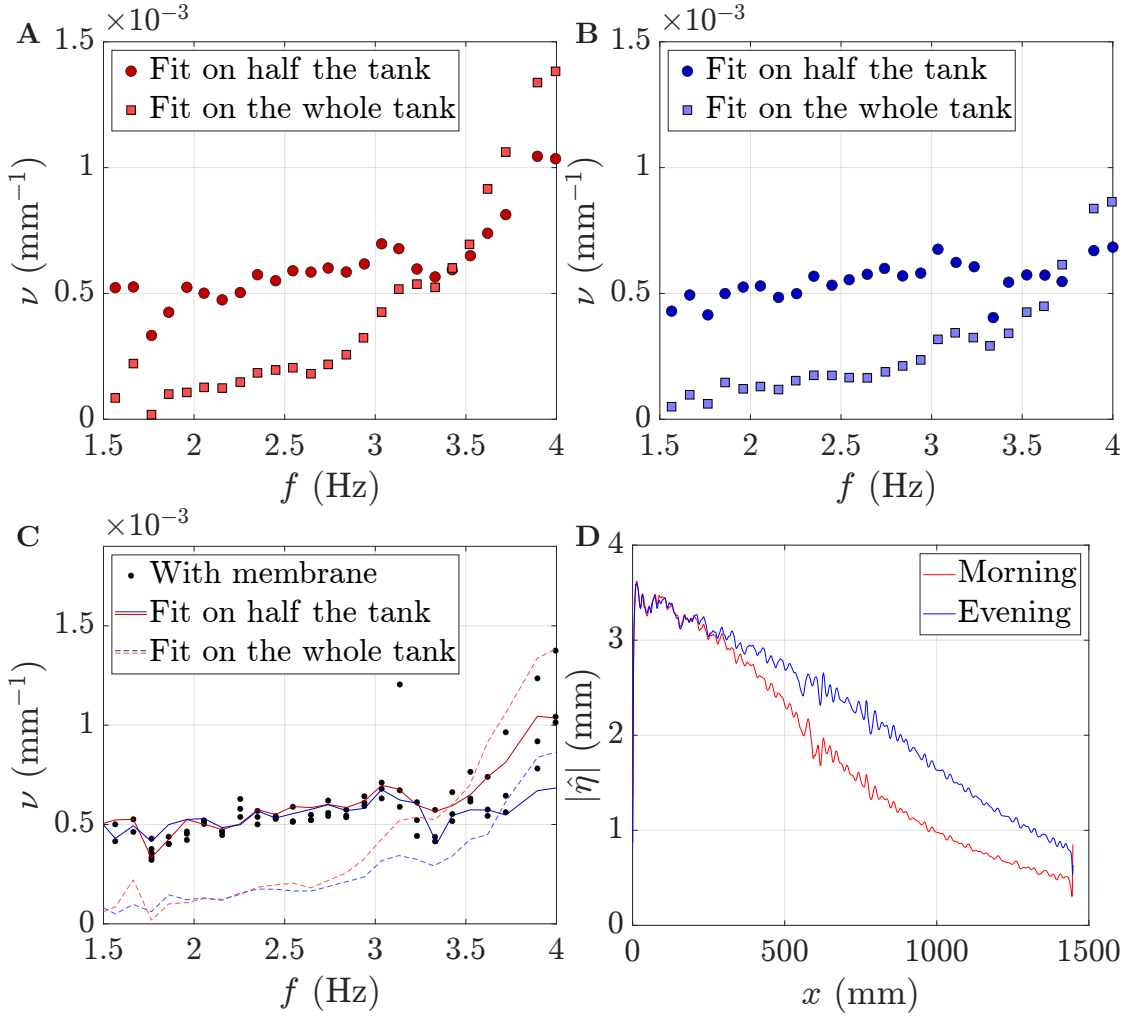 A
×10⁻³
Fit on half the tank
Fit on the whole tank
1.5
1
0.5
0
ν (mm⁻¹)
1.5 2 2.5 3 3.5 4
f (Hz)
B
×10⁻³
Fit on half the tank
Fit on the whole tank
1.5
1
0.5
0
ν (mm⁻¹)
1.5 2 2.5 3 3.5 4
f (Hz)
C
×10⁻³
With membrane
Fit on half the tank
Fit on the whole tank
1.5
1
0.5
0
ν (mm⁻¹)
1.5 2 2.5 3 3.5 4
f (Hz)
D
Morning
Evening
4
3
2
1
0
|η̂| (mm)
0 500 1000 1500
x (mm)